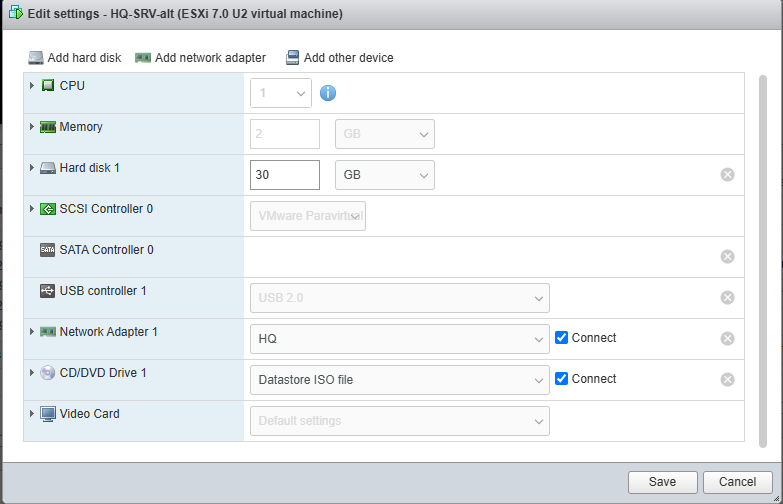 Edit settings - HQ-SRV-alt (ESXi 7.0 U2 virtual machine)
Add hard disk Add network adapter Add other device
CPU 1 i
Memory 2 GB
Hard disk 1 30 GB
SCSI Controller 0 VMware Paravirtual
SATA SATA Controller 0
USB controller 1 USB 2.0
Network Adapter 1 HQ Connect
CD/DVD Drive 1 Datastore ISO file Connect
Video Card Default settings
Save Cancel